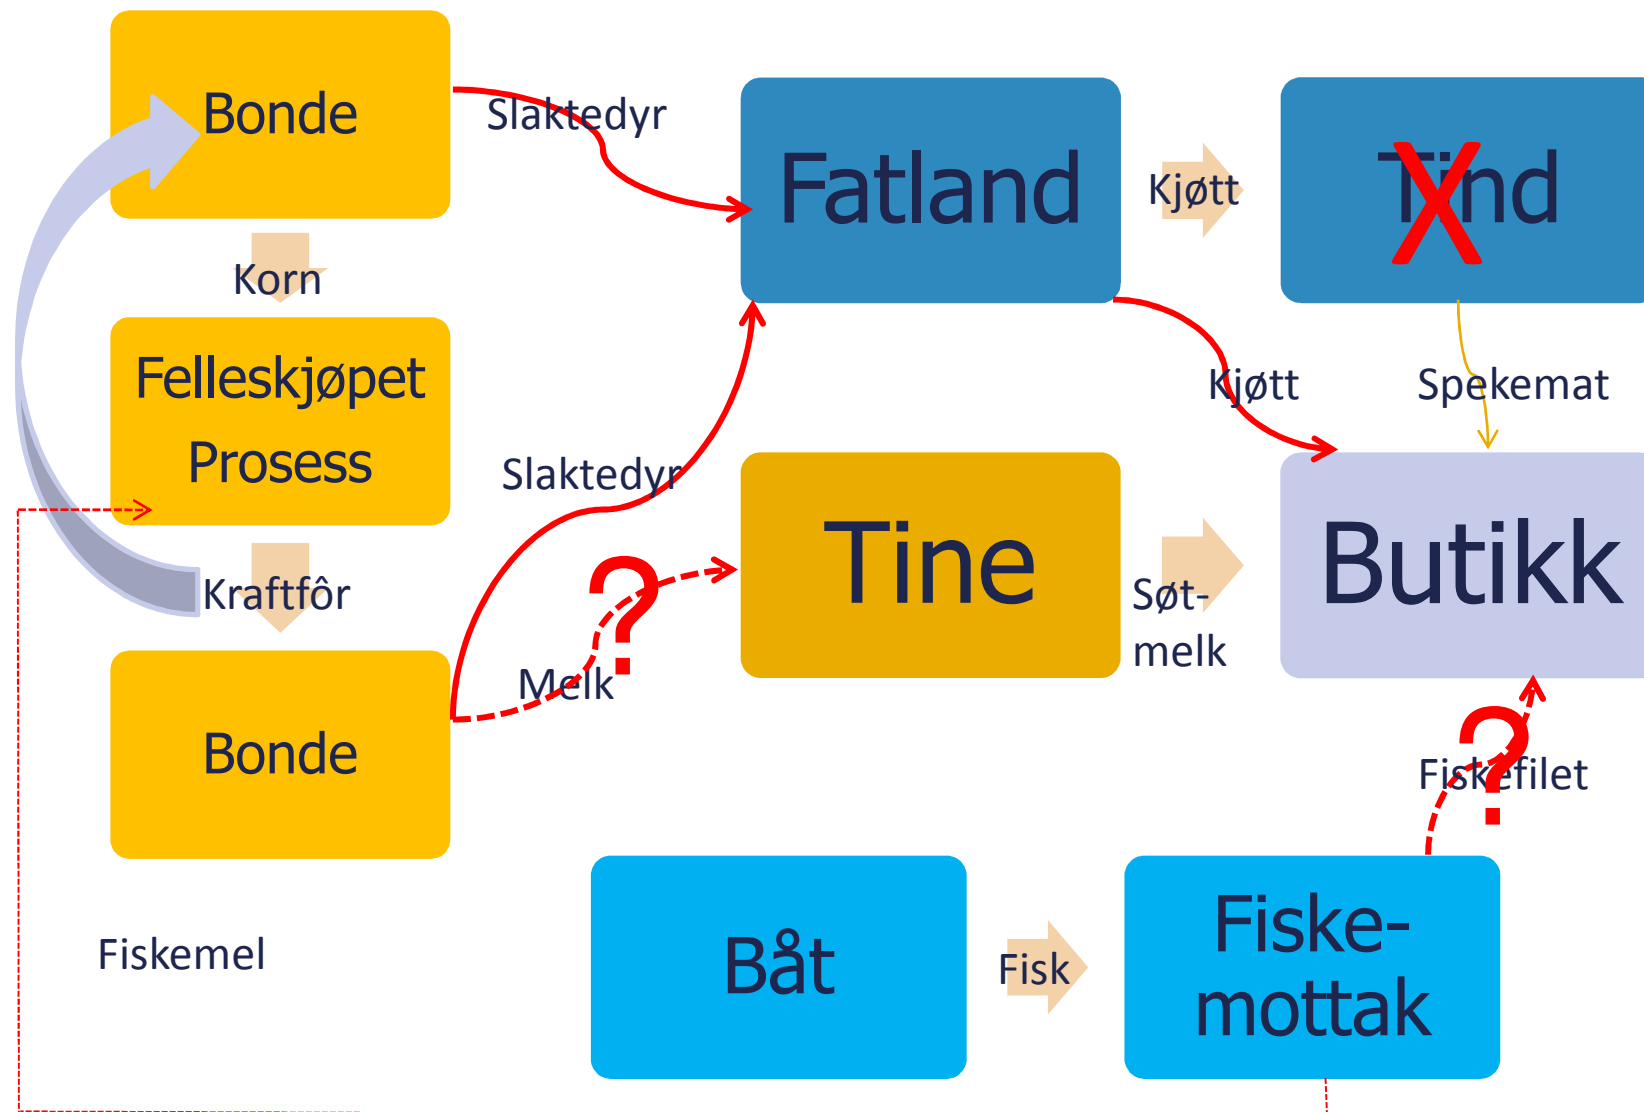 Bonde
Slaktedyr
Fatland
Kjøtt
Tind
X
Korn
Felleskjøpet
Prosess
Kjøtt
Spekemat
Slaktedyr
Tine
Butikk
Kraftfôr
?
Søt-
melk
Melk
Bonde
?
Fiskefilet
Båt
Fisk
Fiske-
mottak
Fiskemel